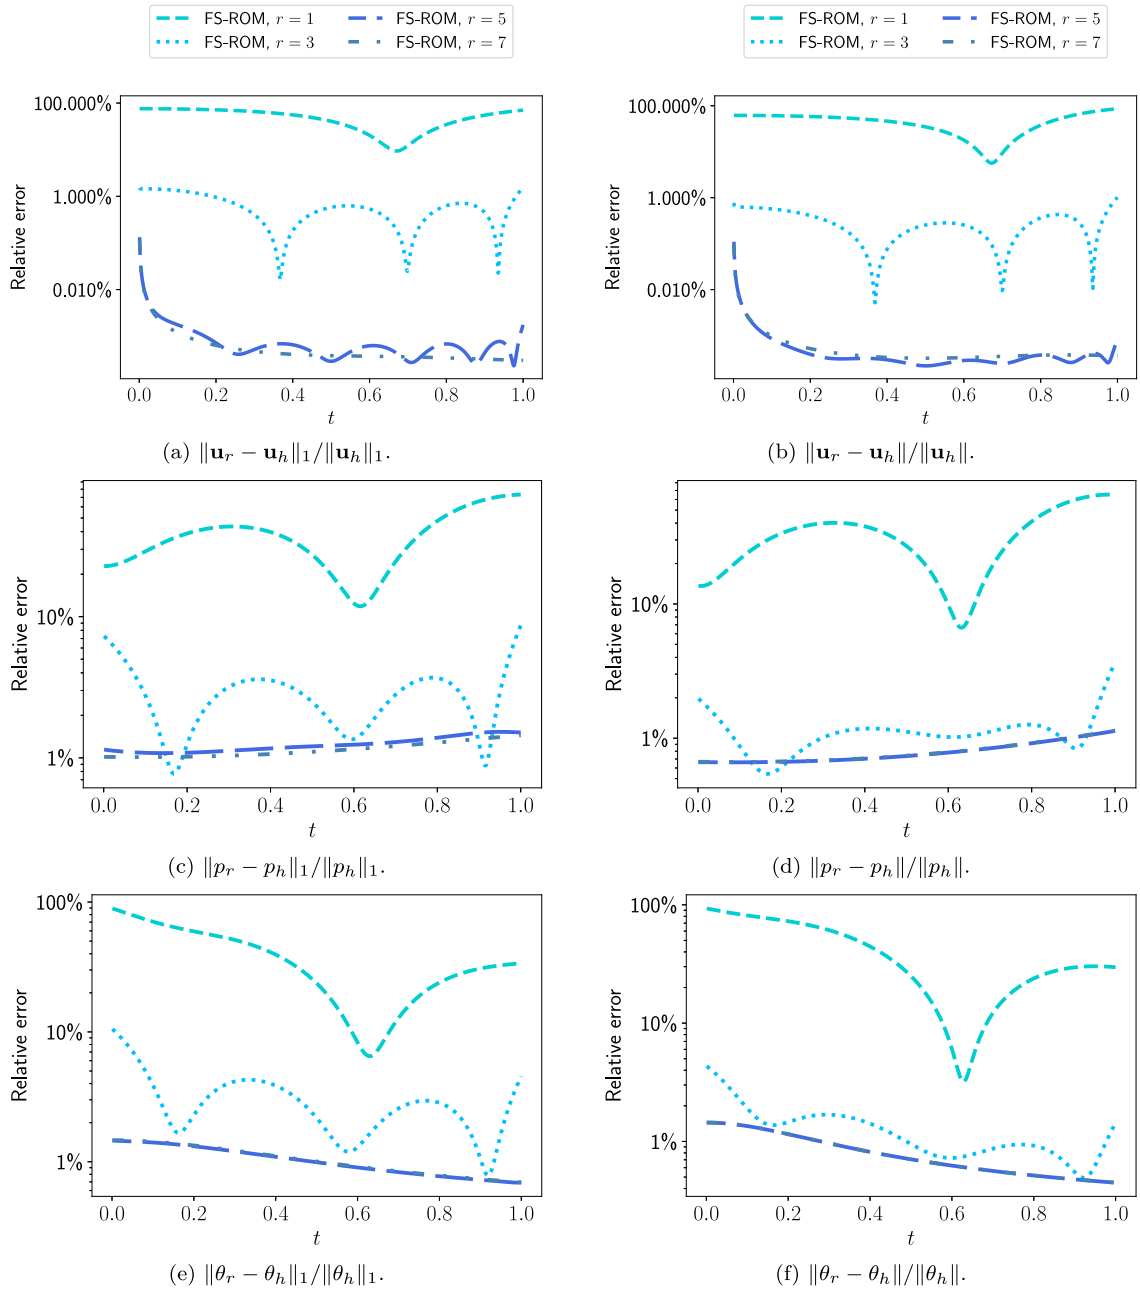 FS-ROM, r = 1 FS-ROM, r = 5
FS-ROM, r = 3 FS-ROM, r = 7
FS-ROM, r = 1 FS-ROM, r = 5
FS-ROM, r = 3 FS-ROM, r = 7
100.000%
1.000%
0.010%
Relative error
0.0 0.2 0.4 0.6 0.8 1.0
t
(a) ‖𝐮_r − 𝐮_h‖_1/‖𝐮_h‖_1.
100.000%
1.000%
0.010%
Relative error
0.0 0.2 0.4 0.6 0.8 1.0
t
(b) ‖𝐮_r − 𝐮_h‖/‖𝐮_h‖.
10%
1%
Relative error
0.0 0.2 0.4 0.6 0.8 1.0
t
(c) ‖p_r − p_h‖_1/‖p_h‖_1.
10%
1%
Relative error
0.0 0.2 0.4 0.6 0.8 1.0
t
(d) ‖p_r − p_h‖/‖p_h‖.
100%
10%
1%
Relative error
0.0 0.2 0.4 0.6 0.8 1.0
t
(e) ‖θ_r − θ_h‖_1/‖θ_h‖_1.
100%
10%
1%
Relative error
0.0 0.2 0.4 0.6 0.8 1.0
t
(f) ‖θ_r − θ_h‖/‖θ_h‖.